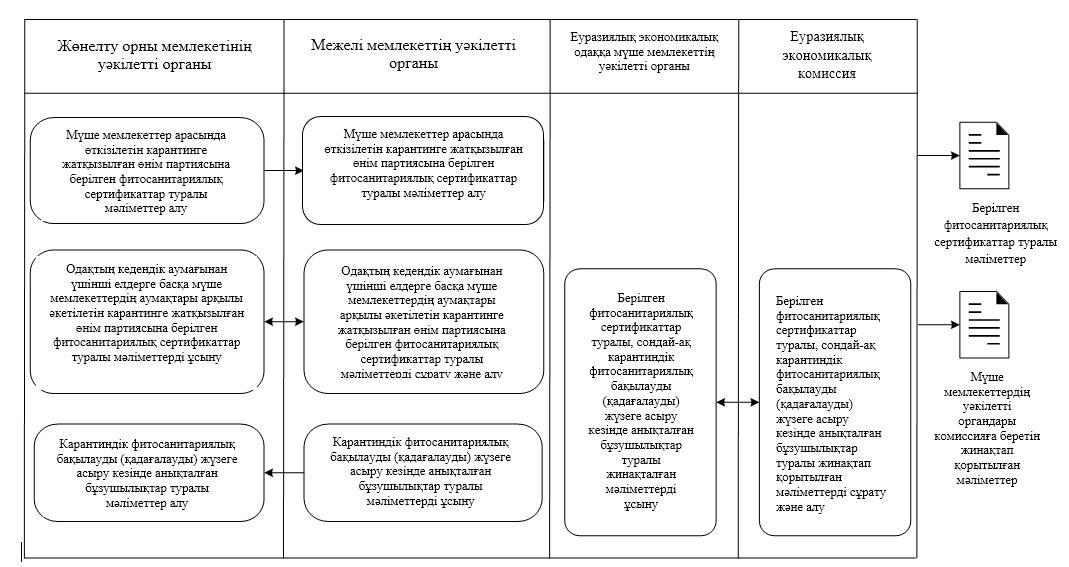 Жөнелту орны мемлекетінің
уәкілетті органы
Межелі мемлекеттің уәкілетті
органы
Еуразиялық экономикалық
одаққа мүше мемлекеттің
уәкілетті органы
Еуразиялық
экономикалық
комиссия
Мүше мемлекеттер арасында
өткізілетін карантинге
жатқызылған өнім партиясына
берілген фитосанитариялық
сертификаттар туралы
мәліметтер алу
Мүше мемлекеттер арасында
өткізілетін карантинге жатқызылған
өнім партиясына берілген
фитосанитариялық сертификаттар
туралы мәліметтер алу
Берілген
фитосанитариялық
сертификаттар туралы
мәліметтер
Одақтың кедендік аумағынан
үшінші елдерге басқа мүше
мемлекеттердің аумақтары арқылы
әкетілетін карантинге жатқызылған
өнім партиясына берілген
фитосанитариялық сертификаттар
туралы мәліметтерді ұсыну
Одақтың кедендік аумағынан
үшінші елдерге басқа мүше
мемлекеттердің аумақтары
арқылы әкетілетін карантинге
жатқызылған өнім партиясына
берілген фитосанитариялық
сертификаттар туралы
мәліметтерді сұрату және алу
Берілген
фитосанитариялық
сертификаттар
туралы, сондай-ақ
карантиндік
фитосанитариялық
бақылауды
(қадағалауды)
жүзеге асыру
кезінде анықталған
бұзушылықтар
туралы
жинақталған
мәліметтерді
ұсыну
Берілген
фитосанитариялық
сертификаттар
туралы, сондай-ақ
карантиндік
фитосанитариялық
бақылауды
(қадағалауды)
жүзеге асыру
кезінде анықталған
бұзушылықтар
туралы жинақтап
қорытылған
мәліметтерді сұрату
және алу
Мүше
мемлекеттердің
уәкілетті
органдары
комиссияға беретін
жинақтап
қорытылған
мәліметтер
Карантиндік фитосанитариялық
бақылауды (қадағалауды) жүзеге
асыру кезінде анықталған
бұзушылықтар туралы
мәліметтер алу
Карантиндік фитосанитариялық
бақылауды (қадағалауды) жүзеге
асыру кезінде анықталған
бұзушылықтар туралы
мәліметтерді ұсыну